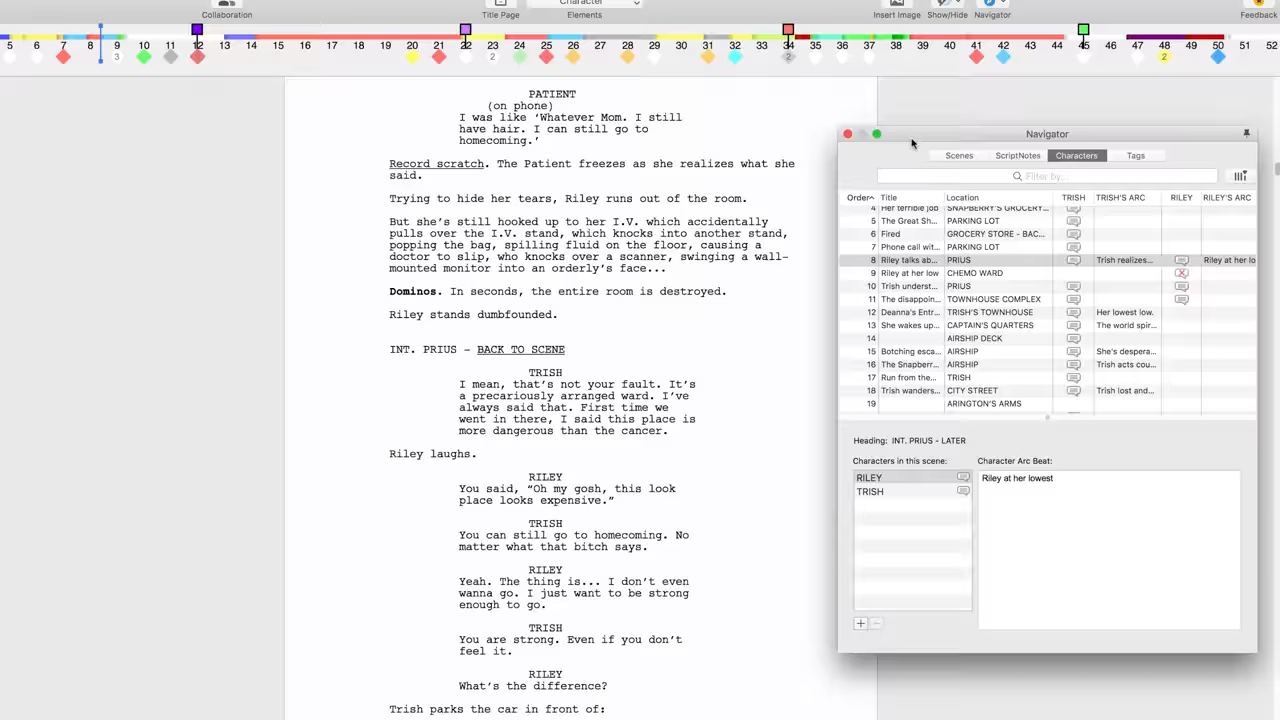 Collaboration
Title Page
Character
Elements
Insert Image
Show/Hide
Navigator
Feedback
5 6 7 8 9 10 11 12 13 14 15 16 17 18 19 20 21 22 23 24 25 26 27 28 29 30 31 32 33 34 35 36 37 38 39 40 41 42 43 44 45 46 47 48 49 50 51 52
3 2 2 2
PATIENT
(on phone)
I was like ‘Whatever Mom. I still
have hair. I can still go to
homecoming.’
Record scratch. The Patient freezes as she realizes what she
said.
Trying to hide her tears, Riley runs out of the room.
But she’s still hooked up to her I.V. which accidentally
pulls over the I.V. stand, which knocks into another stand,
popping the bag, spilling fluid on the floor, causing a
doctor to slip, who knocks over a scanner, swinging a wall-
mounted monitor into an orderly’s face...
Dominos. In seconds, the entire room is destroyed.
Riley stands dumbfounded.
INT. PRIUS – BACK TO SCENE
TRISH
I mean, that’s not your fault. It’s
a precariously arranged ward. I’ve
always said that. First time we
went in there, I said this place is
more dangerous than the cancer.
Riley laughs.
RILEY
You said, “Oh my gosh, this look
place looks expensive.”
TRISH
You can still go to homecoming. No
matter what that bitch says.
RILEY
Yeah. The thing is... I don’t even
wanna go. I just want to be strong
enough to go.
TRISH
You are strong. Even if you don’t
feel it.
RILEY
What’s the difference?
Trish parks the car in front of:
Navigator
Scenes ScriptNotes Characters Tags
Filter by...
Order Title Location TRISH TRISH'S ARC RILEY RILEY'S ARC
4 Her terrible job SNAPBERRY'S GROCERY...
5 The Great Sh... PARKING LOT
6 Fired GROCERY STORE - BAC...
7 Phone call wit... PARKING LOT
8 Riley talks ab... PRIUS Trish realizes... Riley at her lo
9 Riley at her low CHEMO WARD
10 Trish underst... PRIUS
11 The disappoin... TOWNHOUSE COMPLEX
12 Deanna's Entr... TRISH'S TOWNHOUSE Her lowest low.
13 She wakes up... CAPTAIN'S QUARTERS The world spir...
14 AIRSHIP DECK
15 Botching esca... AIRSHIP She's despera...
16 The Snapberr... AIRSHIP Trish acts cou...
17 Run from the... TRISH
18 Trish wanders... CITY STREET Trish lost and...
19 ARINGTON'S ARMS
Heading: INT. PRIUS - LATER
Characters in this scene:
RILEY
TRISH
Character Arc Beat:
Riley at her lowest